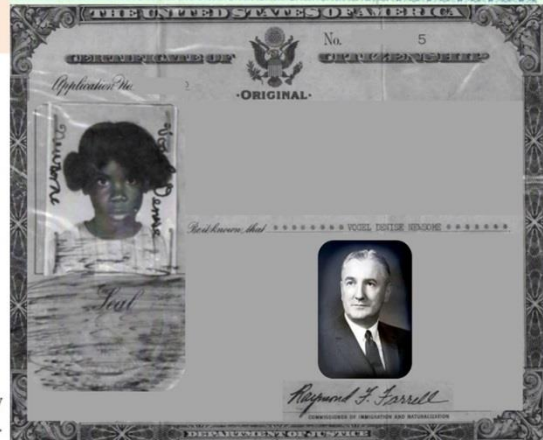 THE UNITED STATES OF AMERICA
No. 5
CERTIFICATE OF CITIZENSHIP
Application No.
ORIGINAL
Be it known, that ******** VOGEL DENISE NEWSOME ********
Seal
Raymond F. Farrell
COMMISSIONER OF IMMIGRATION AND NATURALIZATION
DEPARTMENT OF JUSTICE